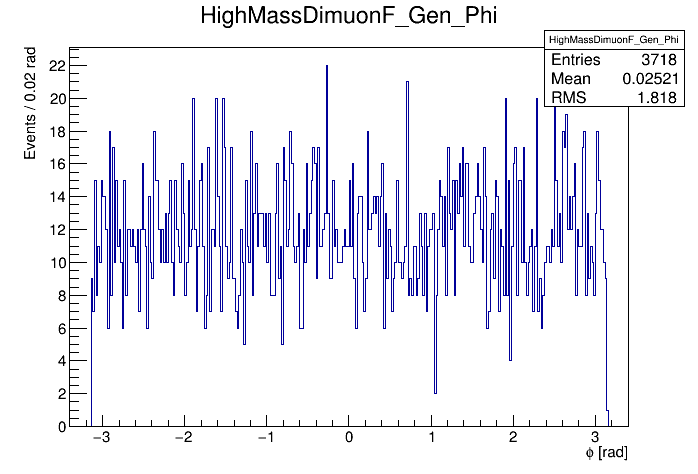 HighMassDimuonF_Gen_Phi
HighMassDimuonF_Gen_Phi
Entries 3718
Mean 0.02521
RMS 1.818
Events / 0.02 rad
22
20
18
16
14
12
10
8
6
4
2
0
−3 −2 −1 0 1 2 3
ϕ [rad]